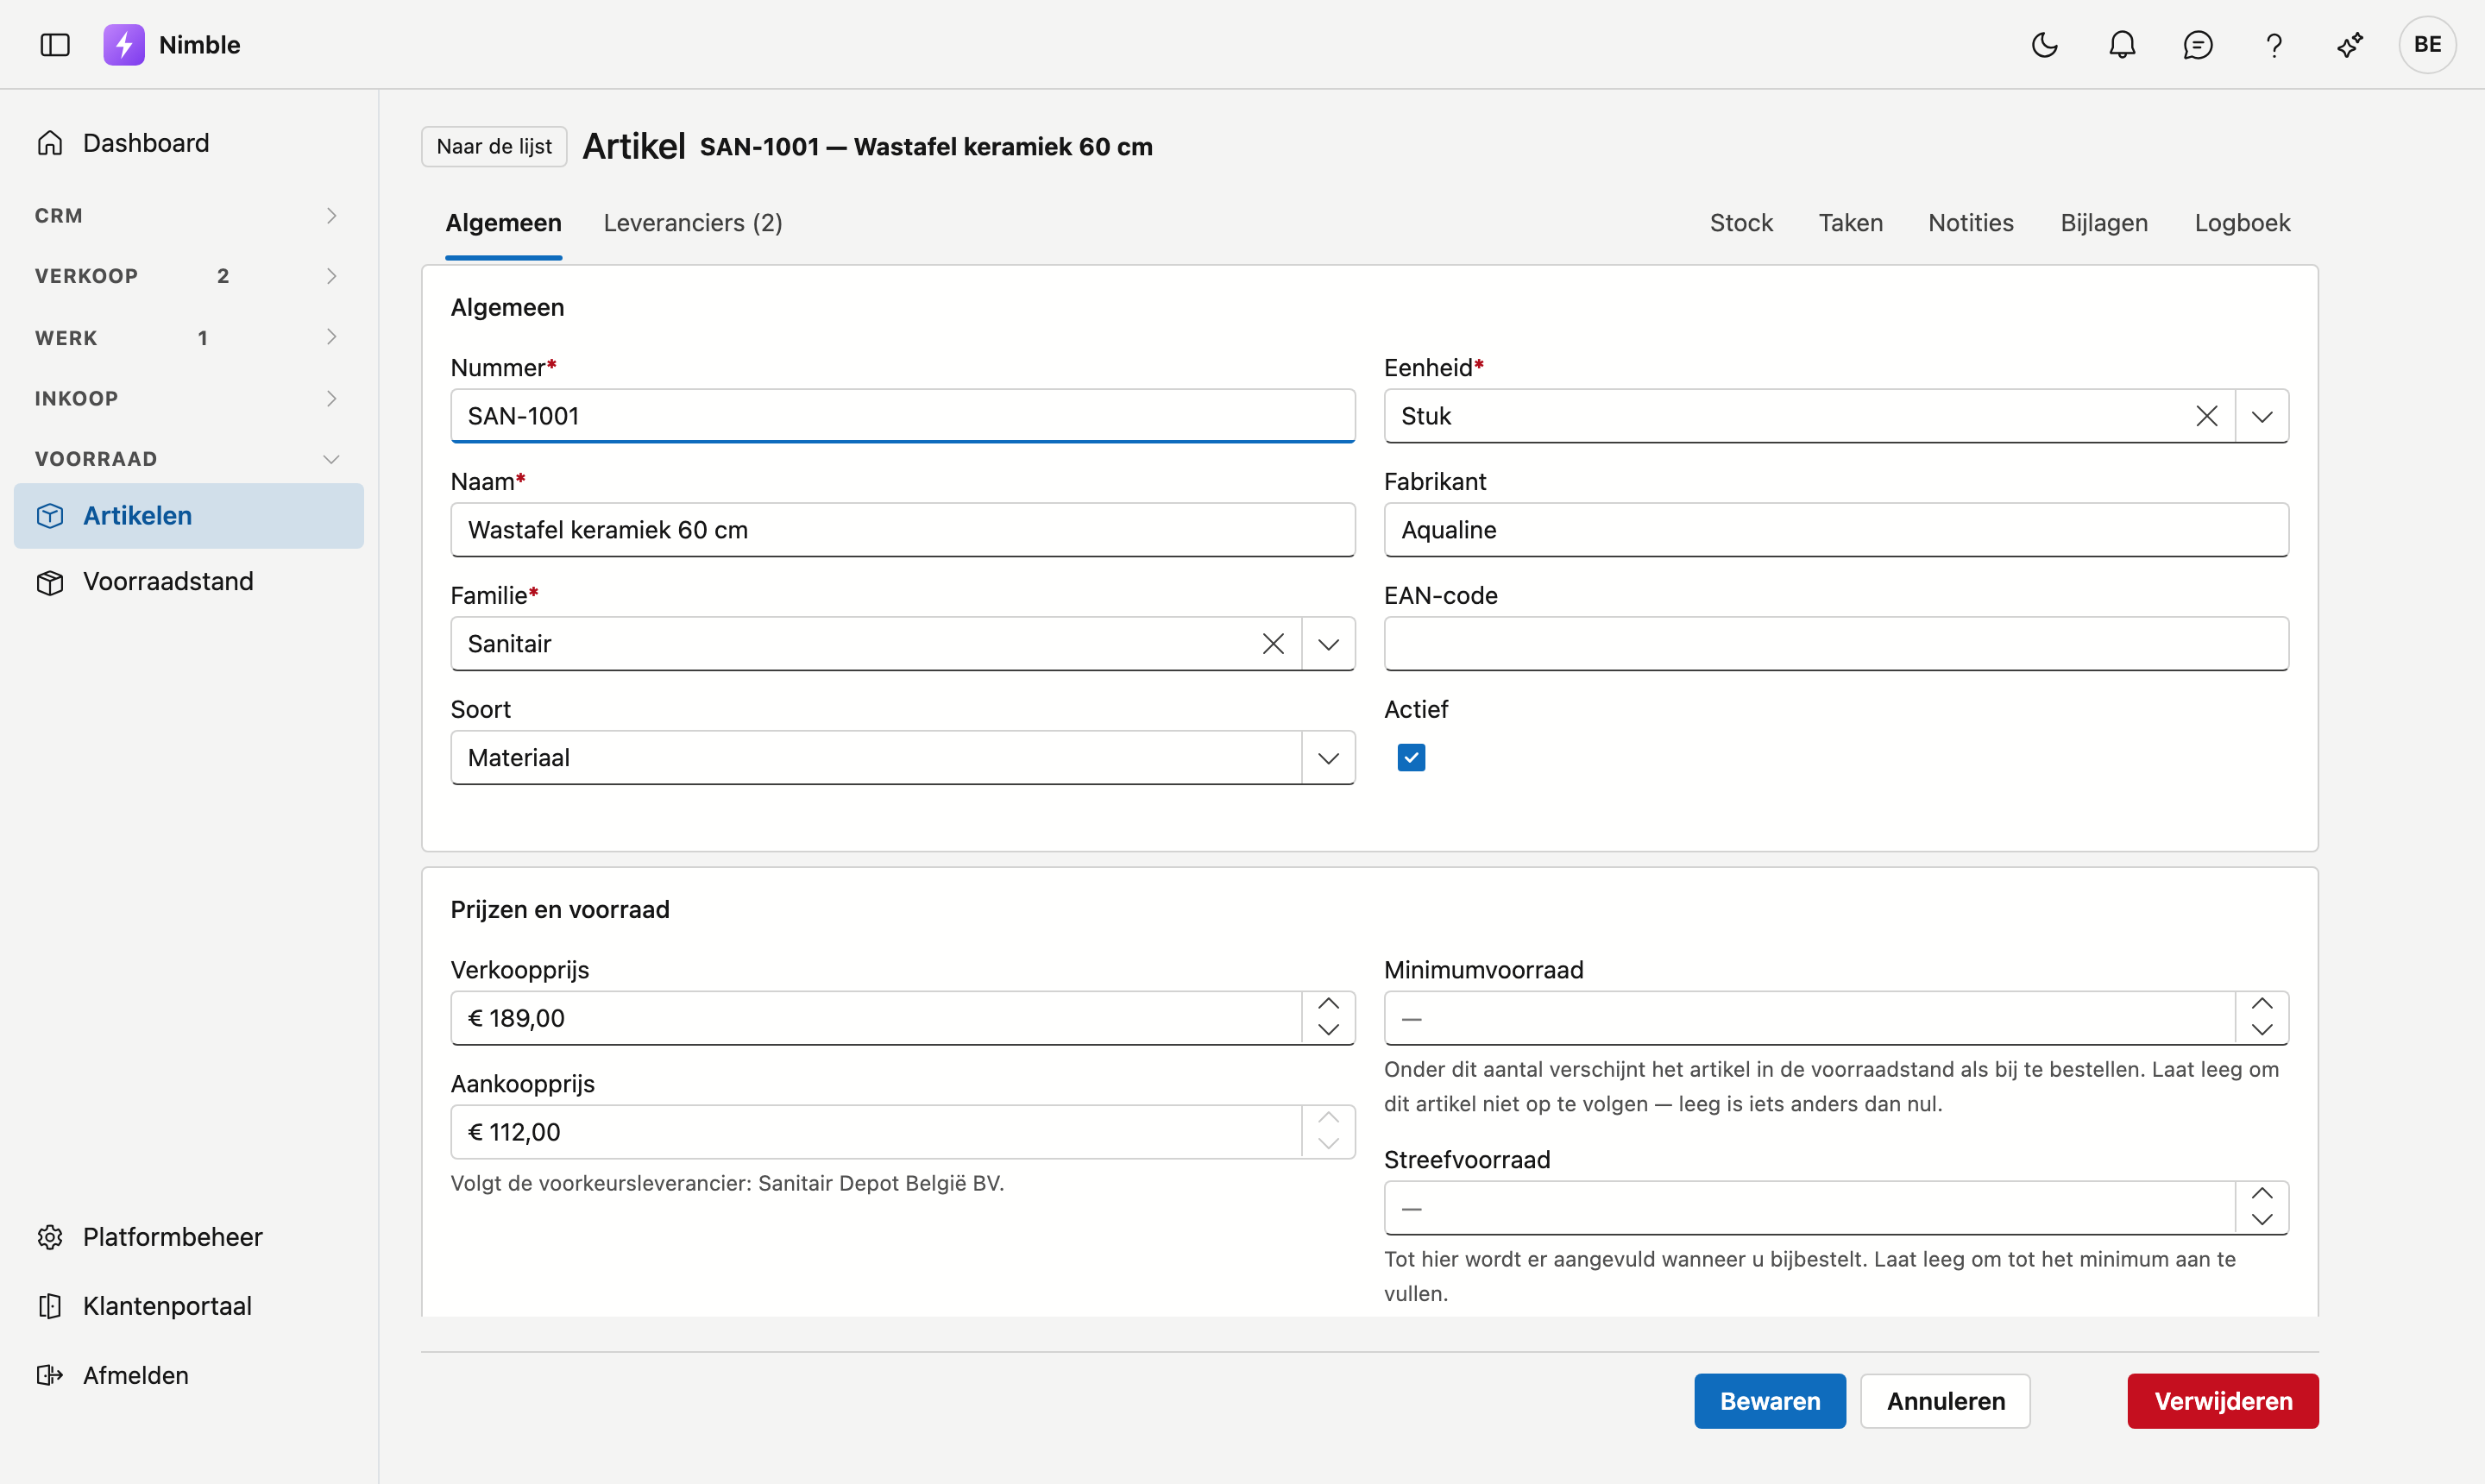 Nimble
BE
Dashboard
CRM
VERKOOP 2
WERK 1
INKOOP
VOORRAAD
Artikelen
Voorraadstand
Platformbeheer
Klantenportaal
Afmelden
Naar de lijst
Artikel SAN-1001 — Wastafel keramiek 60 cm
Algemeen Leveranciers (2) Stock Taken Notities Bijlagen Logboek
Algemeen
Nummer*
SAN-1001
Naam*
Wastafel keramiek 60 cm
Familie*
Sanitair
Soort
Materiaal
Eenheid*
Stuk
Fabrikant
Aqualine
EAN-code
Actief
Prijzen en voorraad
Verkoopprijs
€ 189,00
Aankoopprijs
€ 112,00
Volgt de voorkeursleverancier: Sanitair Depot België BV.
Minimumvoorraad
—
Onder dit aantal verschijnt het artikel in de voorraadstand als bij te bestellen. Laat leeg om
dit artikel niet op te volgen — leeg is iets anders dan nul.
Streefvoorraad
—
Tot hier wordt er aangevuld wanneer u bijbestelt. Laat leeg om tot het minimum aan te
vullen.
Bewaren
Annuleren
Verwijderen